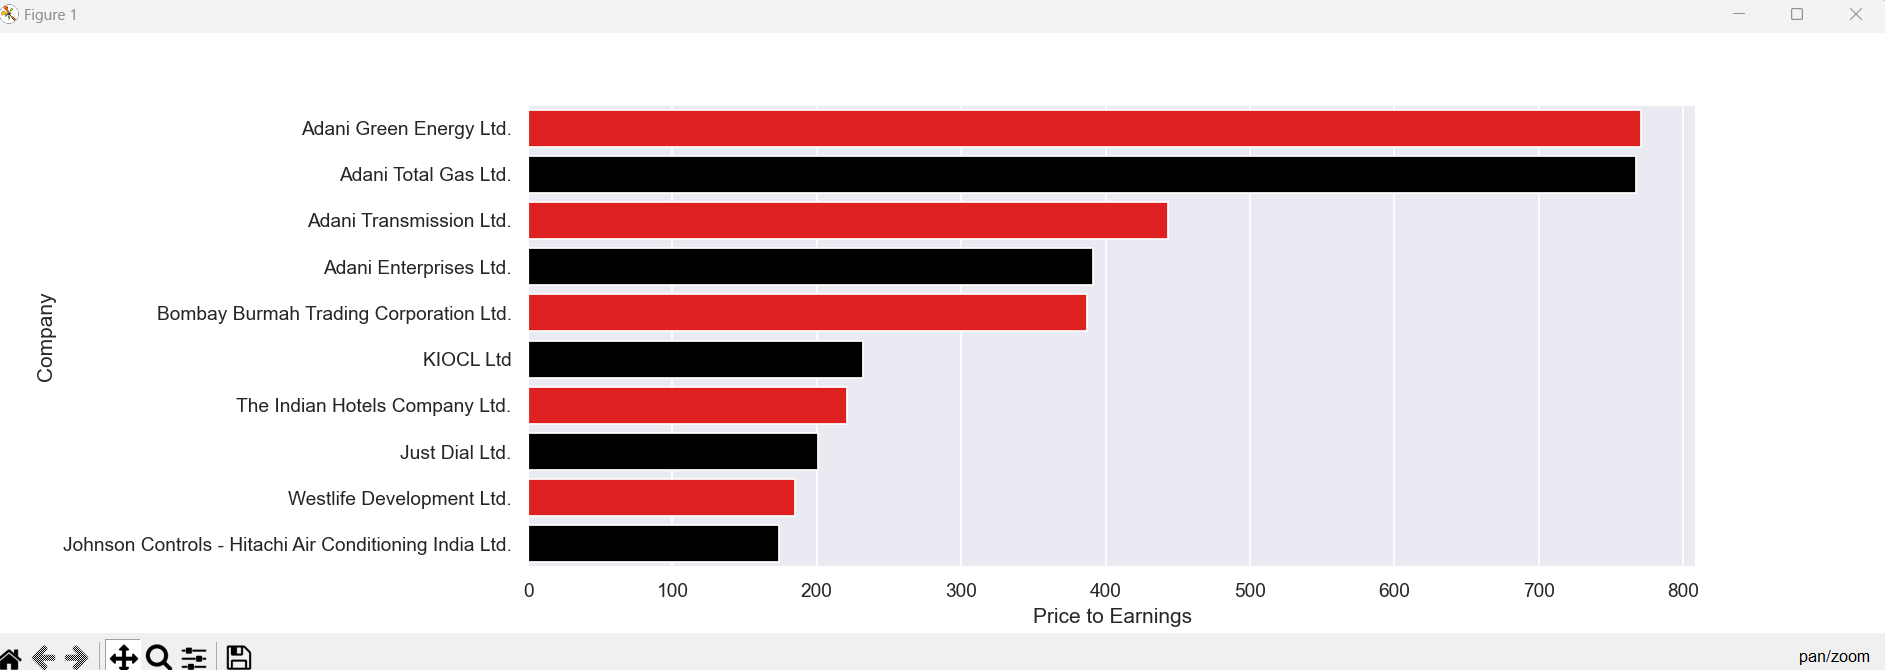 Figure 1
Adani Green Energy Ltd.
Adani Total Gas Ltd.
Adani Transmission Ltd.
Adani Enterprises Ltd.
Bombay Burmah Trading Corporation Ltd.
KIOCL Ltd
The Indian Hotels Company Ltd.
Just Dial Ltd.
Westlife Development Ltd.
Johnson Controls - Hitachi Air Conditioning India Ltd.
Company
0 100 200 300 400 500 600 700 800
Price to Earnings
pan/zoom